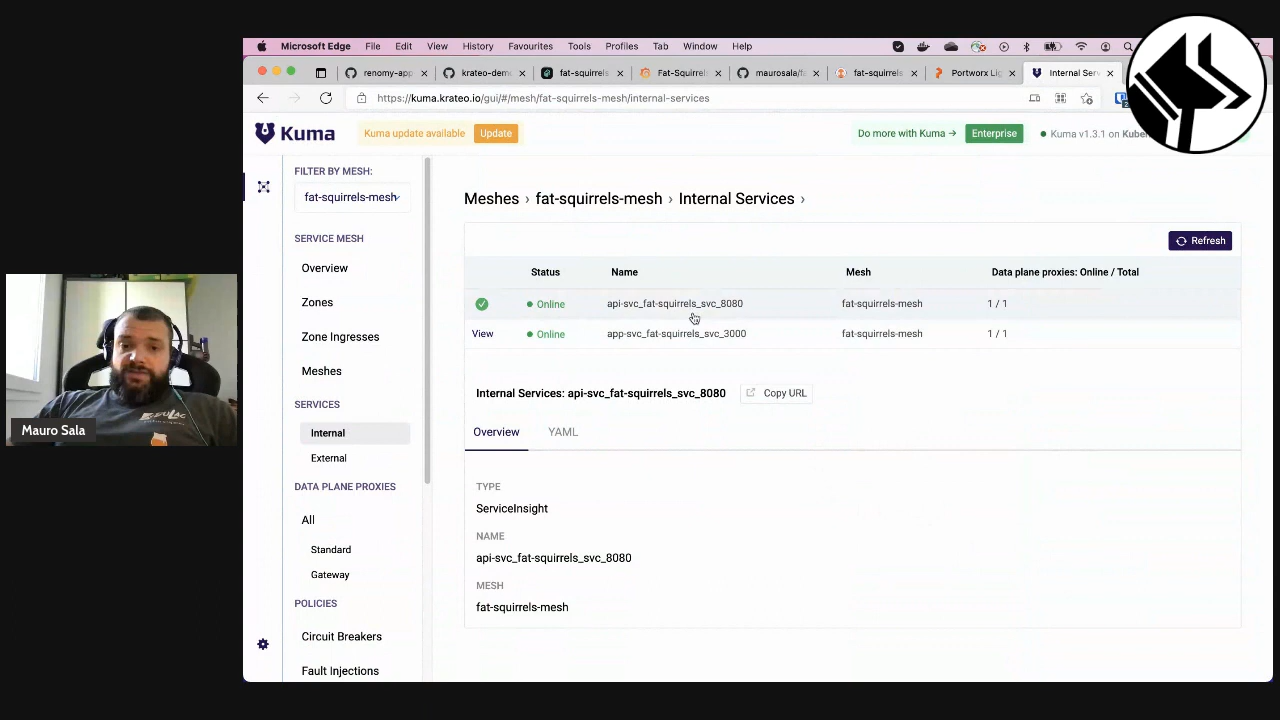 Microsoft Edge File Edit View History Favourites Tools Profiles Tab Window Help
renomy-app
krateo-dem
fat-squirrels
Fat-Squirrel
maurosala/fa
fat-squirrels
Portworx Lig
Internal Serv
https://kuma.krateo.io/gui/#/mesh/fat-squirrels-mesh/internal-services
Kuma
Kuma update available
Update
Do more with Kuma →
Enterprise
Kuma v1.3.1 on
FILTER BY MESH:
fat-squirrels-mesh
SERVICE MESH
Overview
Zones
Zone Ingresses
Meshes
SERVICES
Internal
External
DATA PLANE PROXIES
All
Standard
Gateway
POLICIES
Circuit Breakers
Fault Injections
Meshes › fat-squirrels-mesh › Internal Services ›
Refresh
Status Name Mesh Data plane proxies: Online / Total
Online api-svc_fat-squirrels_svc_8080 fat-squirrels-mesh 1 / 1
View Online app-svc_fat-squirrels_svc_3000 fat-squirrels-mesh 1 / 1
Internal Services: api-svc_fat-squirrels_svc_8080
Copy URL
Overview YAML
TYPE
ServiceInsight
NAME
api-svc_fat-squirrels_svc_8080
MESH
fat-squirrels-mesh
Mauro Sala